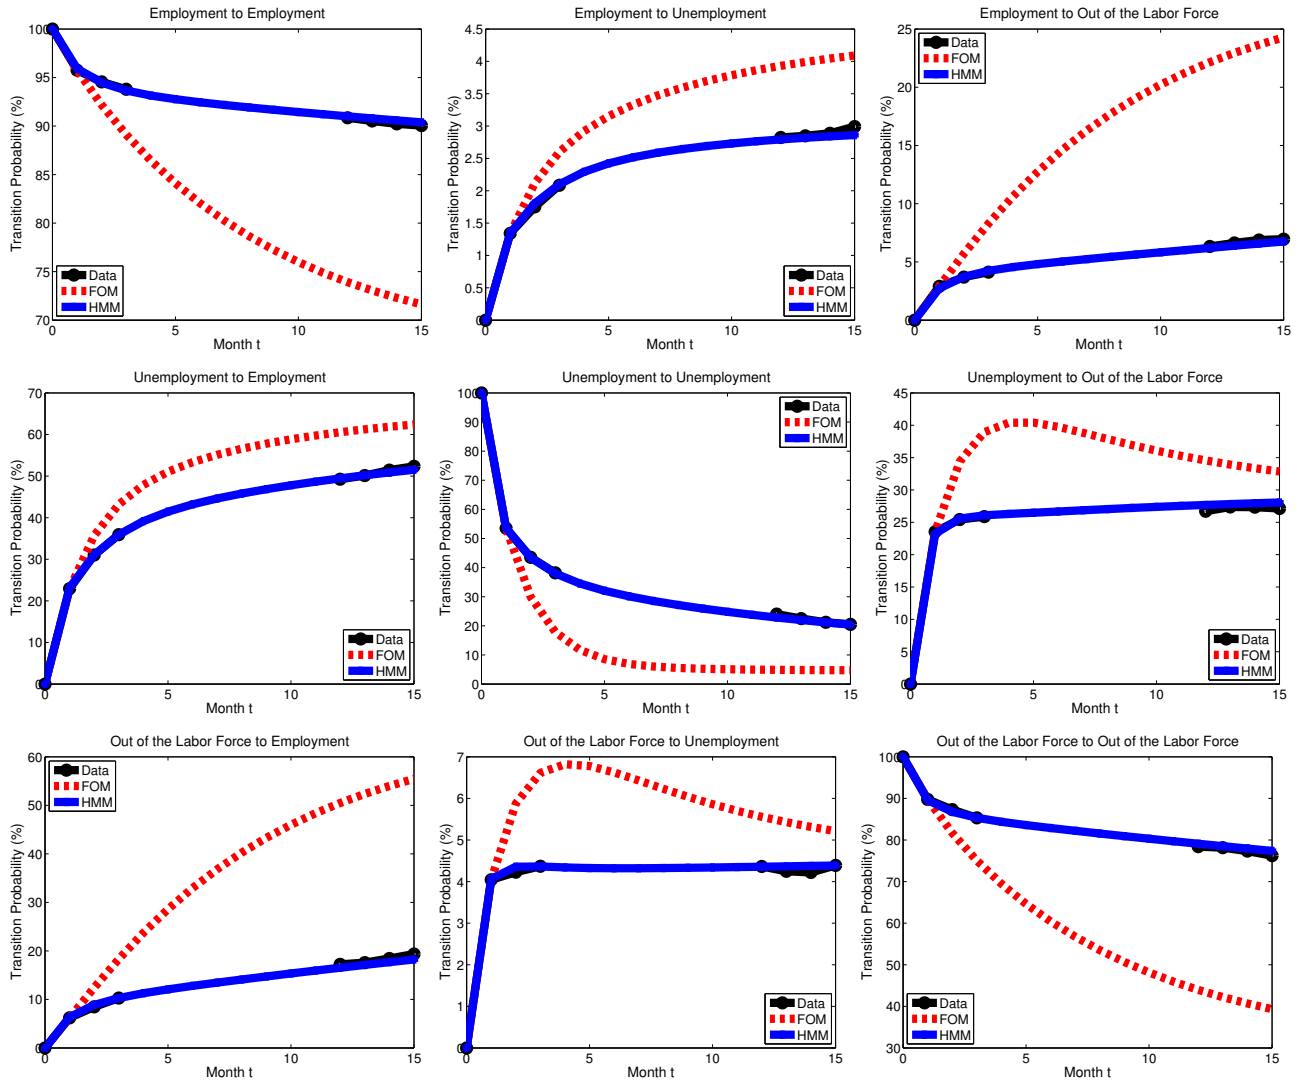 Employment to Employment
Transition Probability (%)
100
95
90
85
80
75
70
Data
FOM
HMM
0
5
10
15
Month t
Employment to Unemployment
Transition Probability (%)
4.5
4
3.5
3
2.5
2
1.5
1
0.5
0
Data
FOM
HMM
0
5
10
15
Month t
Employment to Out of the Labor Force
Transition Probability (%)
25
20
15
10
5
0
Data
FOM
HMM
0
5
10
15
Month t
Unemployment to Employment
Transition Probability (%)
70
60
50
40
30
20
10
0
Data
FOM
HMM
0
5
10
15
Month t
Unemployment to Unemployment
Transition Probability (%)
100
90
80
70
60
50
40
30
20
10
0
Data
FOM
HMM
0
5
10
15
Month t
Unemployment to Out of the Labor Force
Transition Probability (%)
45
40
35
30
25
20
15
10
5
0
Data
FOM
HMM
0
5
10
15
Month t
Out of the Labor Force to Employment
Transition Probability (%)
60
50
40
30
20
10
0
Data
FOM
HMM
0
5
10
15
Month t
Out of the Labor Force to Unemployment
Transition Probability (%)
7
6
5
4
3
2
1
0
Data
FOM
HMM
0
5
10
15
Month t
Out of the Labor Force to Out of the Labor Force
Transition Probability (%)
100
90
80
70
60
50
40
30
Data
FOM
HMM
0
5
10
15
Month t